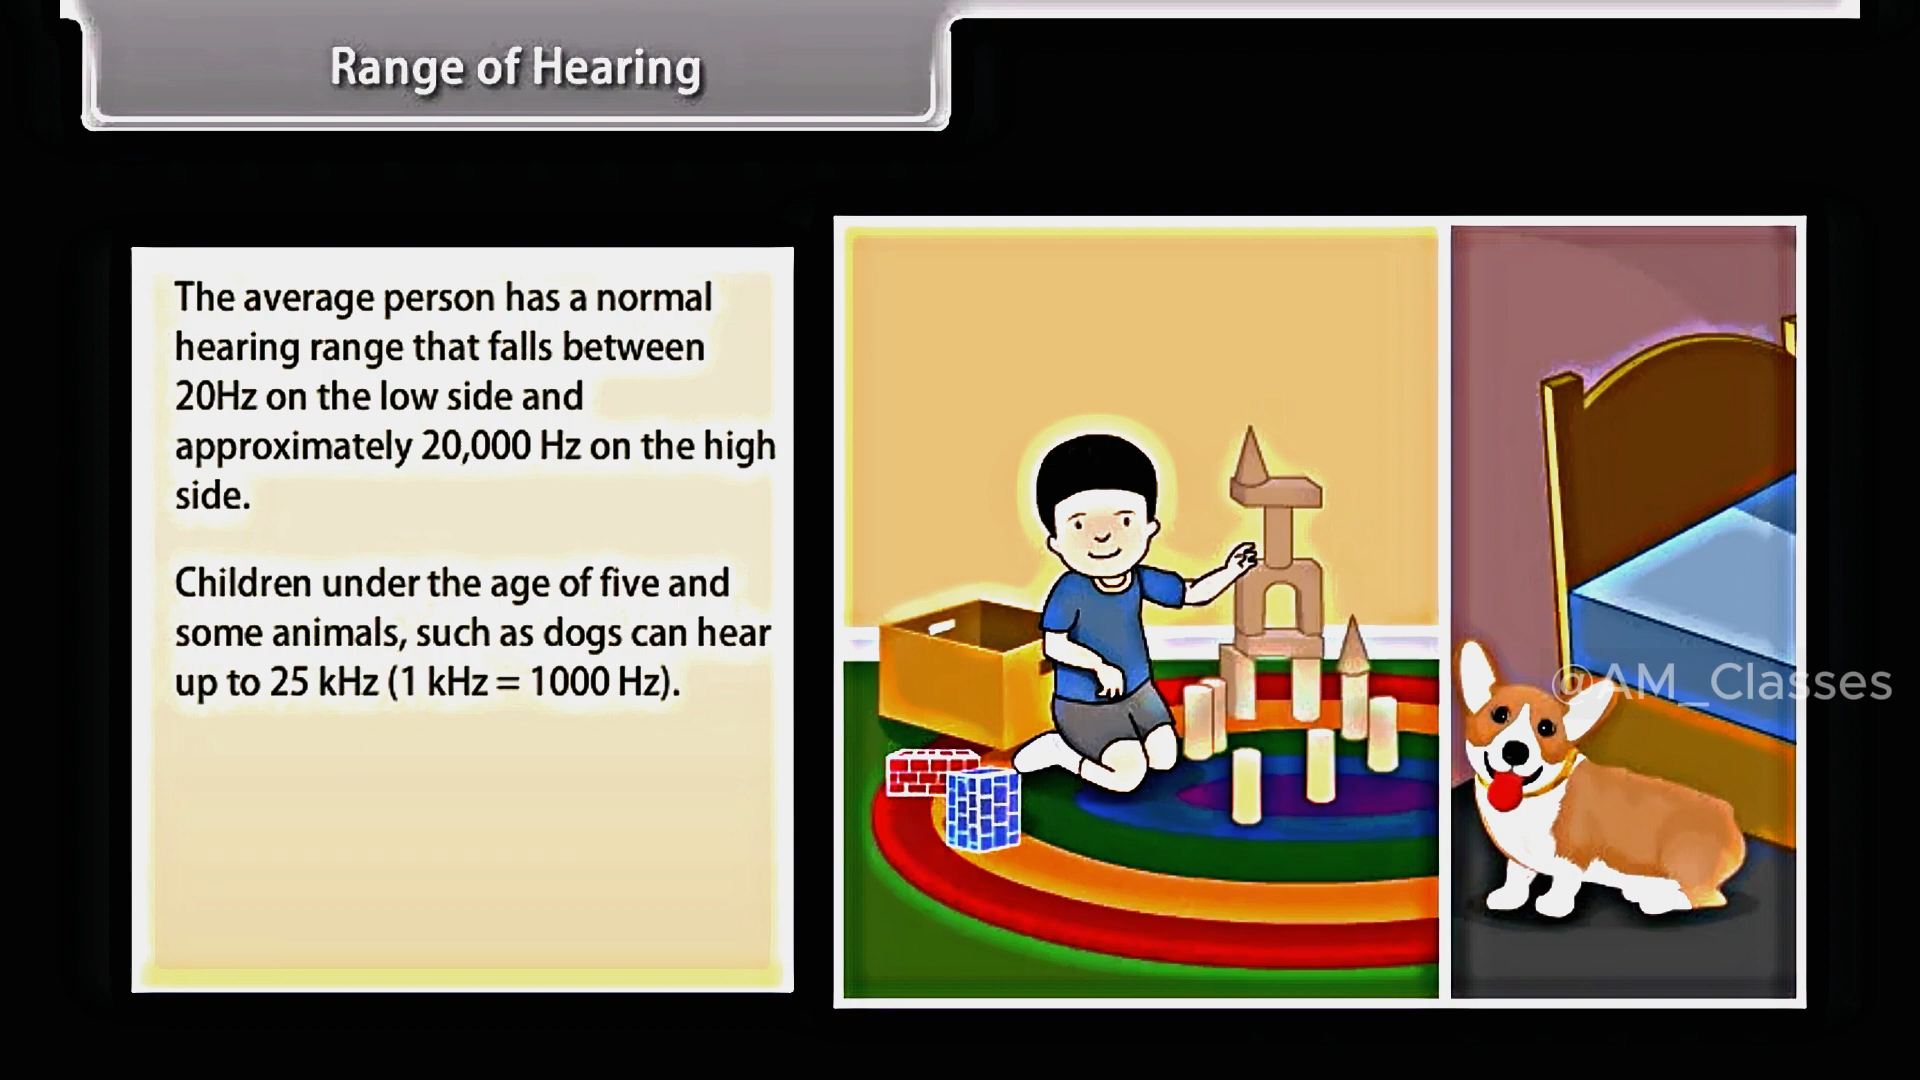 Range of Hearing
The average person has a normal
hearing range that falls between
20Hz on the low side and
approximately 20,000 Hz on the high
side.
Children under the age of five and
some animals, such as dogs can hear
up to 25 kHz (1 kHz = 1000 Hz).
@AM_Classes